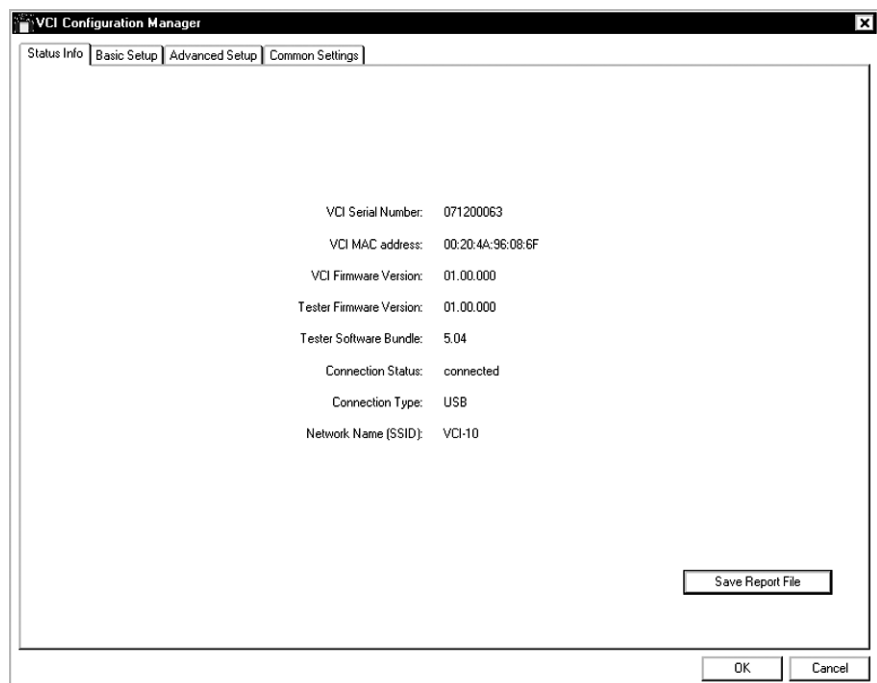 VCI Configuration Manager
Status Info Basic Setup Advanced Setup Common Settings
VCI Serial Number: 071200063
VCI MAC address: 00:20:4A:96:08:6F
VCI Firmware Version: 01.00.000
Tester Firmware Version: 01.00.000
Tester Software Bundle: 5.04
Connection Status: connected
Connection Type: USB
Network Name (SSID): VCI-10
Save Report File
OK Cancel